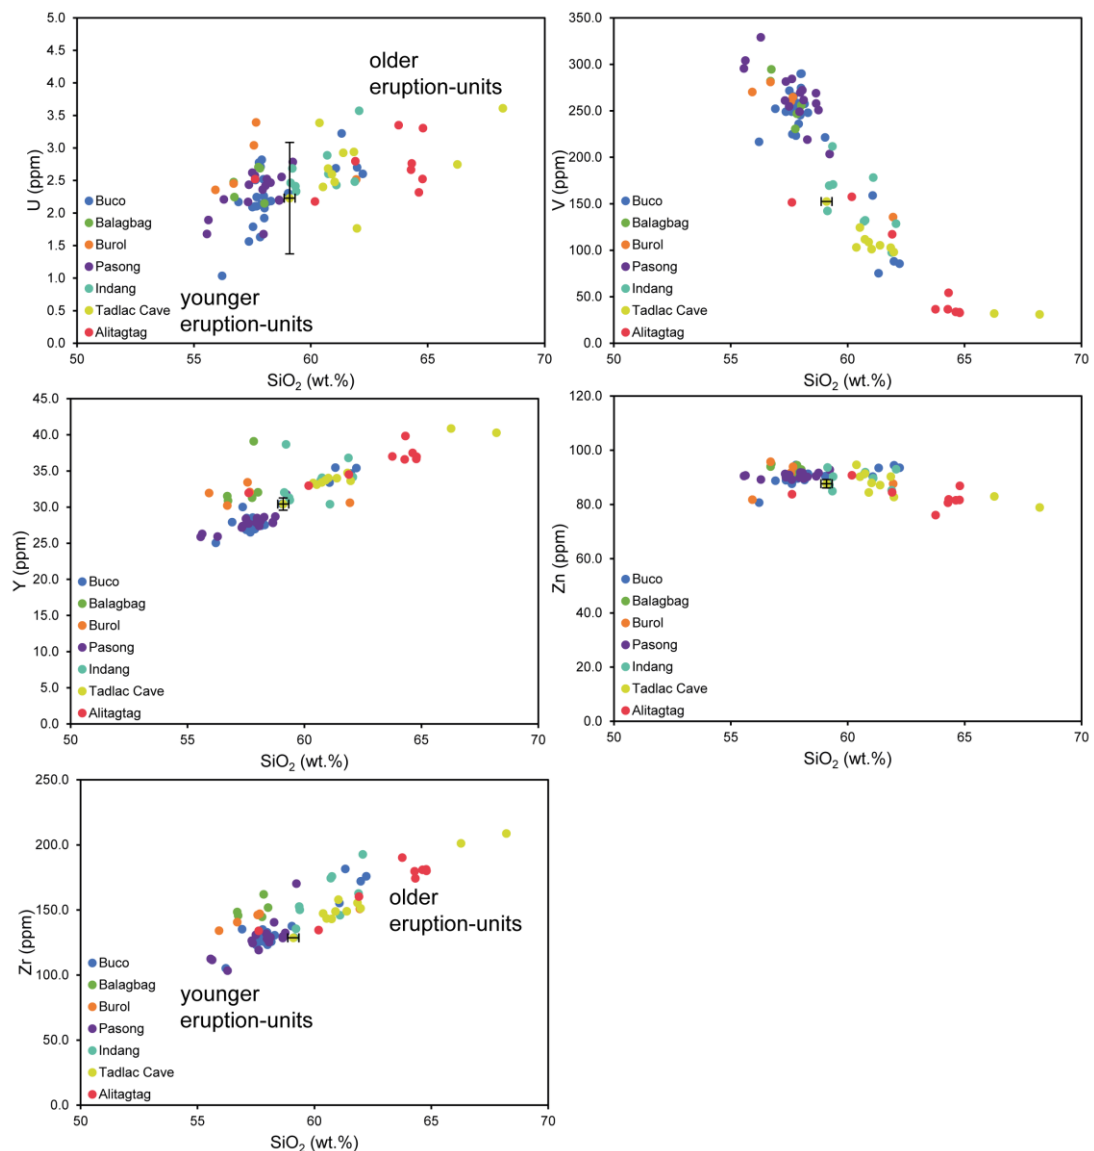 5.0
4.5
4.0
3.5
3.0
2.5
2.0
1.5
1.0
0.5
0.0
U (ppm)
older
eruption-units
younger
eruption-units
Buco
Balagbag
Burol
Pasong
Indang
Tadlac Cave
Alitagtag
50
55
60
65
70
SiO₂ (wt.%)
350.0
300.0
250.0
200.0
150.0
100.0
50.0
0.0
V (ppm)
Buco
Balagbag
Burol
Pasong
Indang
Tadlac Cave
Alitagtag
50
55
60
65
70
SiO₂ (wt.%)
45.0
40.0
35.0
30.0
25.0
20.0
15.0
10.0
5.0
0.0
Y (ppm)
Buco
Balagbag
Burol
Pasong
Indang
Tadlac Cave
Alitagtag
50
55
60
65
70
SiO₂ (wt.%)
120.0
100.0
80.0
60.0
40.0
20.0
0.0
Zn (ppm)
Buco
Balagbag
Burol
Pasong
Indang
Tadlac Cave
Alitagtag
50
55
60
65
70
SiO₂ (wt.%)
250.0
200.0
150.0
100.0
50.0
0.0
Zr (ppm)
older
eruption-units
younger
eruption-units
Buco
Balagbag
Burol
Pasong
Indang
Tadlac Cave
Alitagtag
50
55
60
65
70
SiO₂ (wt.%)